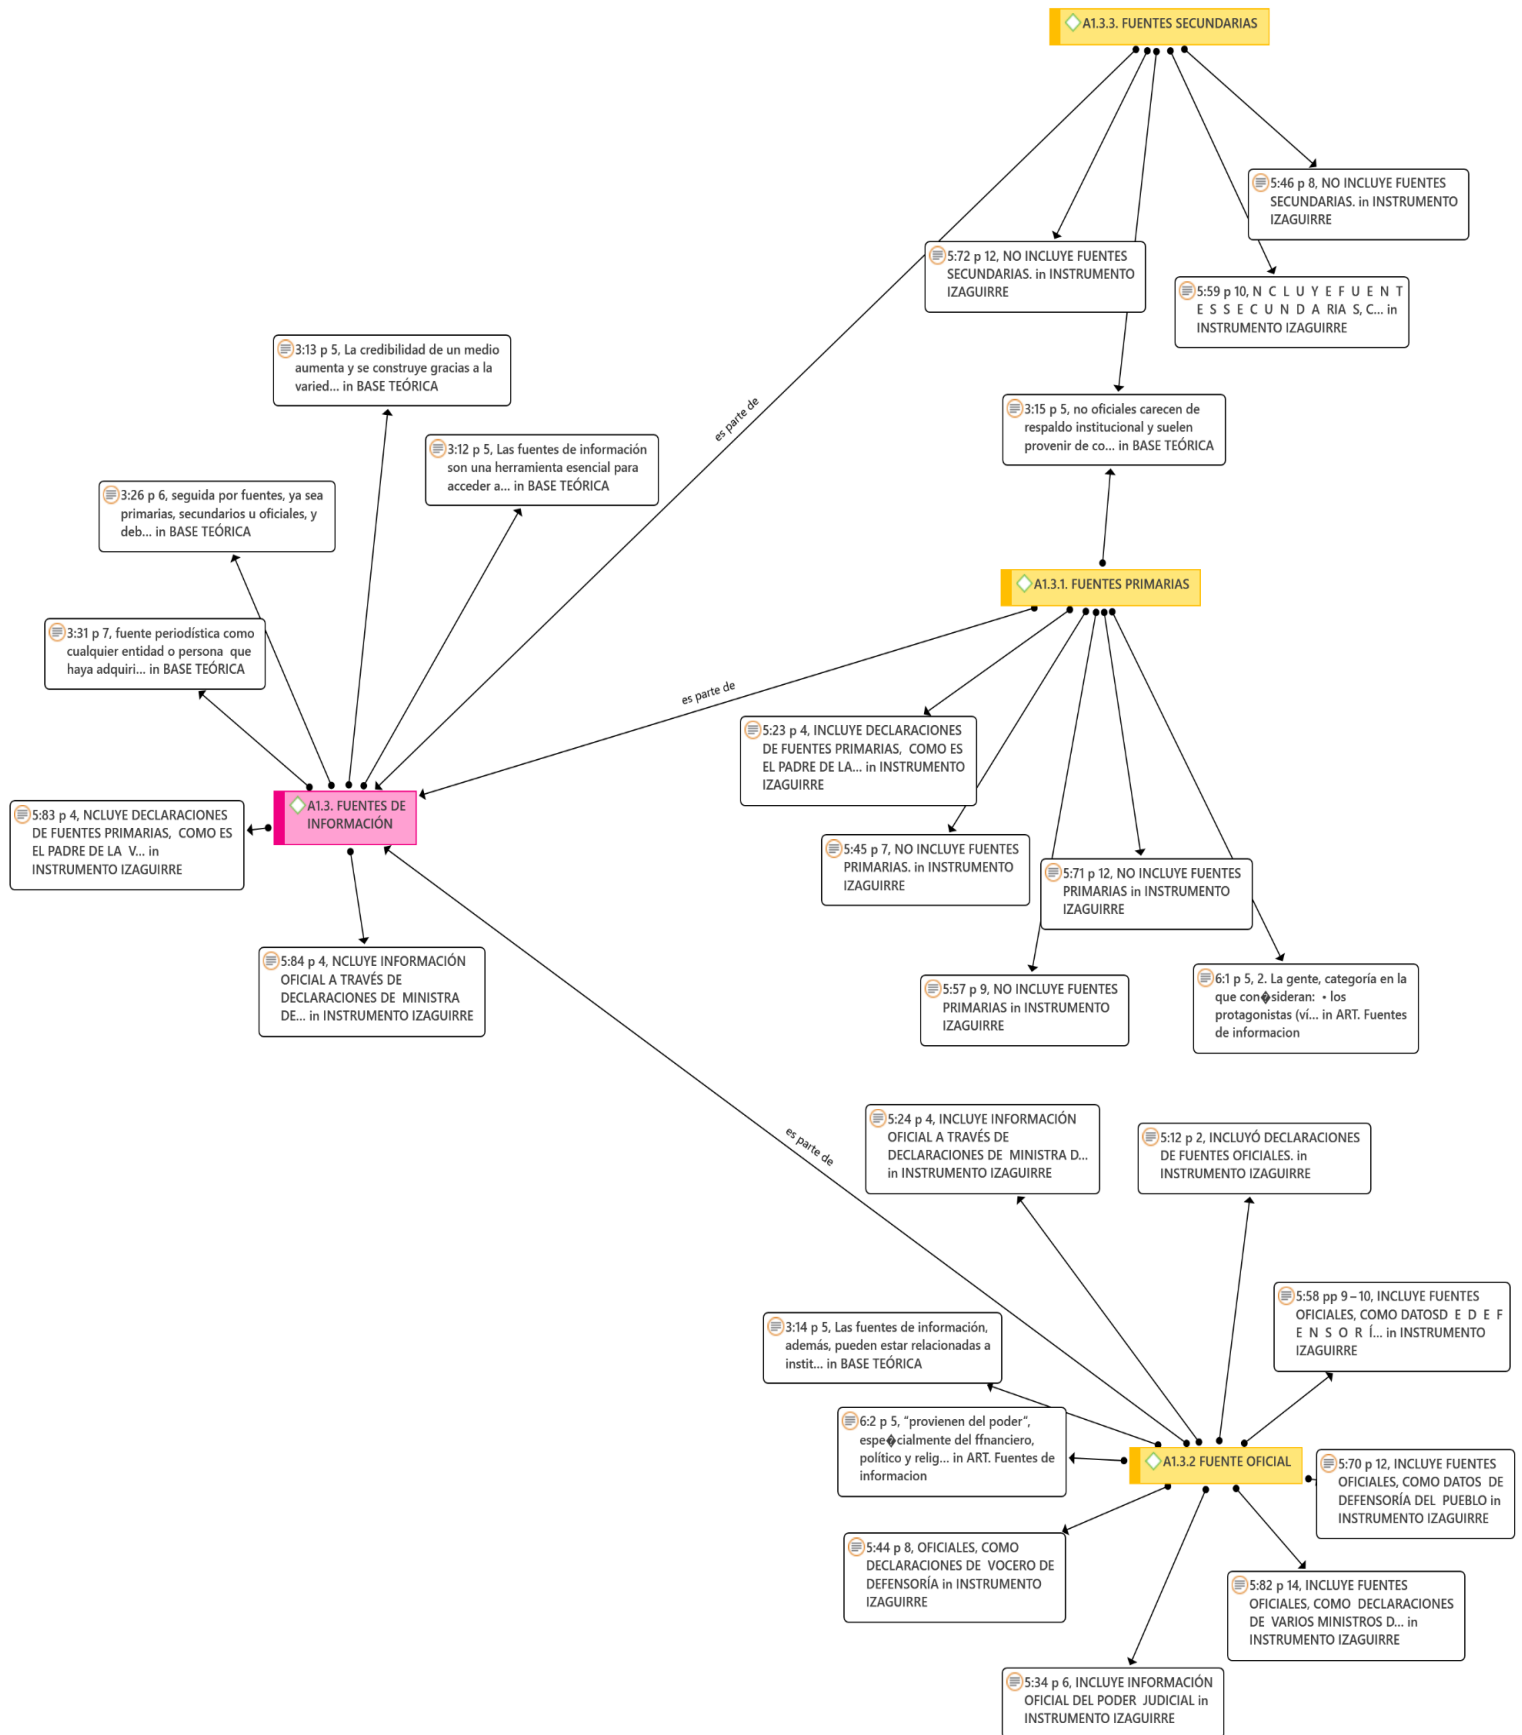 A1.3.3. FUENTES SECUNDARIAS
5:46 p 8, NO INCLUYE FUENTES
SECUNDARIAS. in INSTRUMENTO
IZAGUIRRE
5:72 p 12, NO INCLUYE FUENTES
SECUNDARIAS. in INSTRUMENTO
IZAGUIRRE
5:59 p 10, N C L U Y E F U E N T
E S S E C U N D A RIA S, C... in
INSTRUMENTO IZAGUIRRE
3:13 p 5, La credibilidad de un medio
aumenta y se construye gracias a la
varied... in BASE TEÓRICA
es parte de
3:15 p 5, no oficiales carecen de
respaldo institucional y suelen
provenir de co... in BASE TEÓRICA
3:12 p 5, Las fuentes de información
son una herramienta esencial para
acceder a... in BASE TEÓRICA
3:26 p 6, seguida por fuentes, ya sea
primarias, secundarios u oficiales, y
deb... in BASE TEÓRICA
A1.3.1. FUENTES PRIMARIAS
3:31 p 7, fuente periodística como
cualquier entidad o persona que
haya adquiri... in BASE TEÓRICA
es parte de
5:23 p 4, INCLUYE DECLARACIONES
DE FUENTES PRIMARIAS, COMO ES
EL PADRE DE LA... in INSTRUMENTO
IZAGUIRRE
A1.3. FUENTES DE
INFORMACIÓN
5:83 p 4, NCLUYE DECLARACIONES
DE FUENTES PRIMARIAS, COMO ES
EL PADRE DE LA V... in
INSTRUMENTO IZAGUIRRE
5:45 p 7, NO INCLUYE FUENTES
PRIMARIAS. in INSTRUMENTO
IZAGUIRRE
5:71 p 12, NO INCLUYE FUENTES
PRIMARIAS in INSTRUMENTO
IZAGUIRRE
5:84 p 4, NCLUYE INFORMACIÓN
OFICIAL A TRAVÉS DE
DECLARACIONES DE MINISTRA
DE... in INSTRUMENTO IZAGUIRRE
5:57 p 9, NO INCLUYE FUENTES
PRIMARIAS in INSTRUMENTO
IZAGUIRRE
6:1 p 5, 2. La gente, categoría en la
que con�sideran: • los
protagonistas (ví... in ART. Fuentes
de informacion
es parte de
5:24 p 4, INCLUYE INFORMACIÓN
OFICIAL A TRAVÉS DE
DECLARACIONES DE MINISTRA D...
in INSTRUMENTO IZAGUIRRE
5:12 p 2, INCLUYÓ DECLARACIONES
DE FUENTES OFICIALES. in
INSTRUMENTO IZAGUIRRE
5:58 pp 9 – 10, INCLUYE FUENTES
OFICIALES, COMO DATOSD E D E F
E N S O R Í... in INSTRUMENTO
IZAGUIRRE
3:14 p 5, Las fuentes de información,
además, pueden estar relacionadas a
instit... in BASE TEÓRICA
6:2 p 5, “provienen del poder“,
espe�cialmente del ffnanciero,
político y relig... in ART. Fuentes de
informacion
A1.3.2 FUENTE OFICIAL
5:70 p 12, INCLUYE FUENTES
OFICIALES, COMO DATOS DE
DEFENSORÍA DEL PUEBLO in
INSTRUMENTO IZAGUIRRE
5:44 p 8, OFICIALES, COMO
DECLARACIONES DE VOCERO DE
DEFENSORÍA in INSTRUMENTO
IZAGUIRRE
5:82 p 14, INCLUYE FUENTES
OFICIALES, COMO DECLARACIONES
DE VARIOS MINISTROS D... in
INSTRUMENTO IZAGUIRRE
5:34 p 6, INCLUYE INFORMACIÓN
OFICIAL DEL PODER JUDICIAL in
INSTRUMENTO IZAGUIRRE